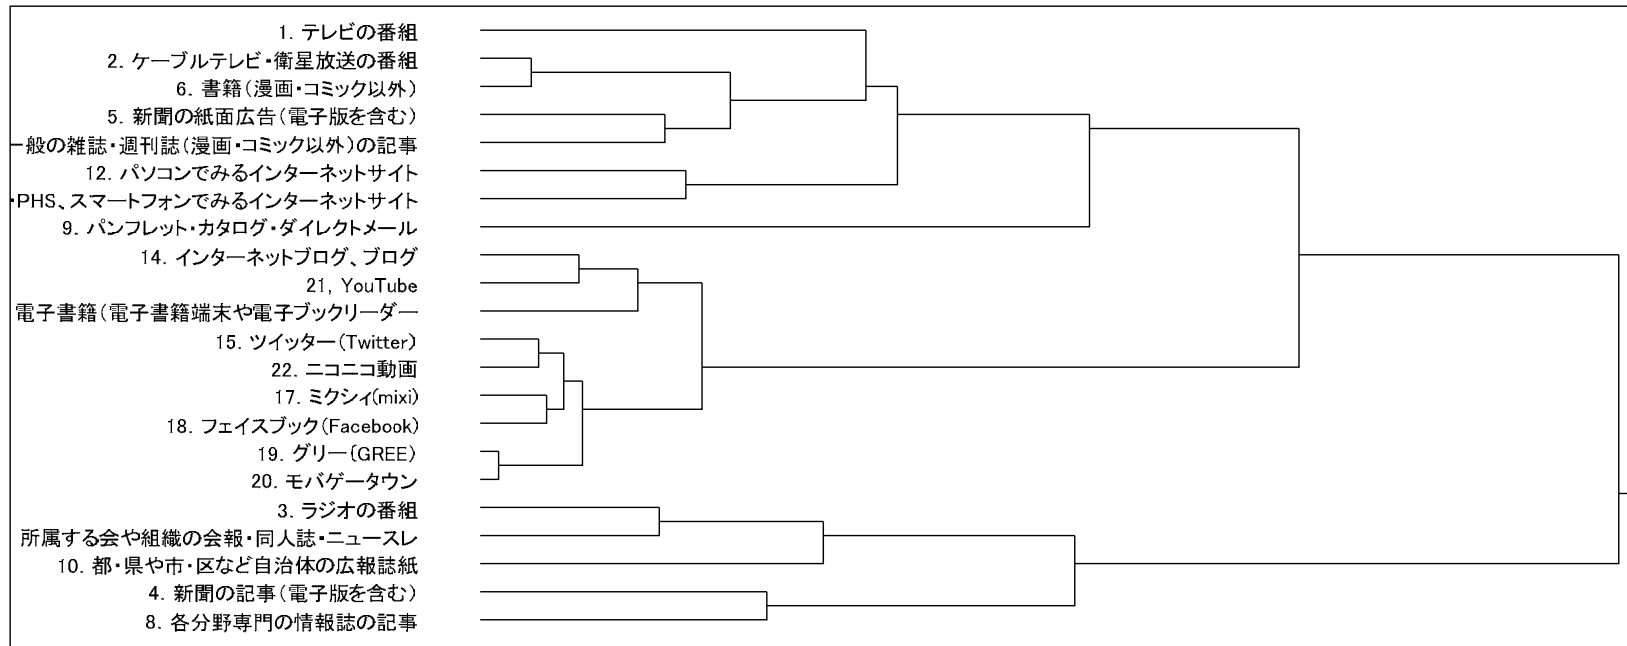 1. テレビの番組
2. ケーブルテレビ・衛星放送の番組
6. 書籍(漫画・コミック以外)
5. 新聞の紙面広告(電子版を含む)
一般の雑誌・週刊誌(漫画・コミック以外)の記事
12. パソコンでみるインターネットサイト
・PHS、スマートフォンでみるインターネットサイト
9. パンフレット・カタログ・ダイレクトメール
14. インターネットブログ、ブログ
21, YouTube
電子書籍(電子書籍端末や電子ブックリーダー
15. ツイッター(Twitter)
22. ニコニコ動画
17. ミクシィ(mixi)
18. フェイスブック(Facebook)
19. グリー(GREE)
20. モバゲータウン
3. ラジオの番組
所属する会や組織の会報・同人誌・ニュースレ
10. 都・県や市・区など自治体の広報誌紙
4. 新聞の記事(電子版を含む)
8. 各分野専門の情報誌の記事